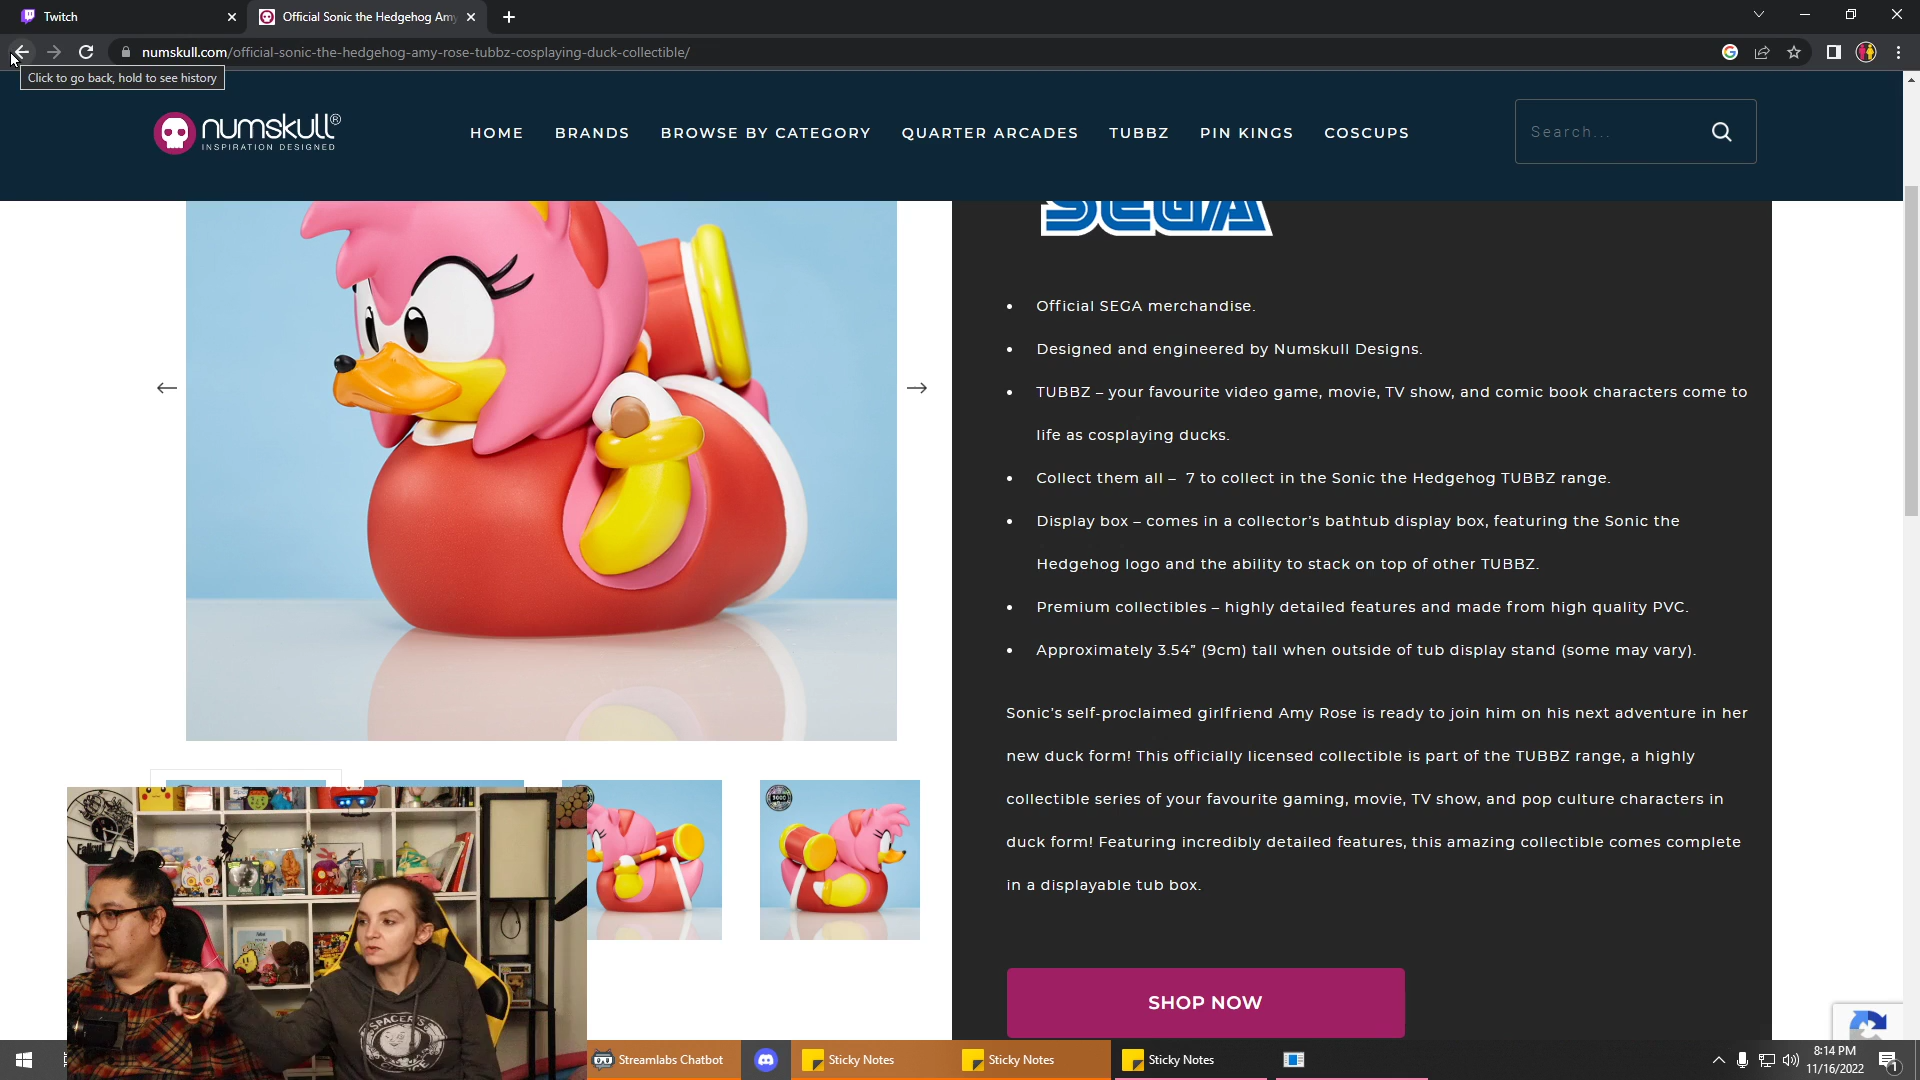 Twitch
Official Sonic the Hedgehog Amy
numskull.com/official-sonic-the-hedgehog-amy-rose-tubbz-cosplaying-duck-collectible/
Click to go back, hold to see history
numskull®
INSPIRATION DESIGNED
HOME
BRANDS
BROWSE BY CATEGORY
QUARTER ARCADES
TUBBZ
PIN KINGS
COSCUPS
Search...
SEGA
• Official SEGA merchandise.
• Designed and engineered by Numskull Designs.
• TUBBZ – your favourite video game, movie, TV show, and comic book characters come to
life as cosplaying ducks.
• Collect them all – 7 to collect in the Sonic the Hedgehog TUBBZ range.
• Display box – comes in a collector's bathtub display box, featuring the Sonic the
Hedgehog logo and the ability to stack on top of other TUBBZ.
• Premium collectibles – highly detailed features and made from high quality PVC.
• Approximately 3.54” (9cm) tall when outside of tub display stand (some may vary).
Sonic's self-proclaimed girlfriend Amy Rose is ready to join him on his next adventure in her
new duck form! This officially licensed collectible is part of the TUBBZ range, a highly
collectible series of your favourite gaming, movie, TV show, and pop culture characters in
duck form! Featuring incredibly detailed features, this amazing collectible comes complete
in a displayable tub box.
SHOP NOW
Fallout
SPACER'S
CHOICE
Streamlabs Chatbot
Sticky Notes
Sticky Notes
Sticky Notes
8:14 PM
11/16/2022
1